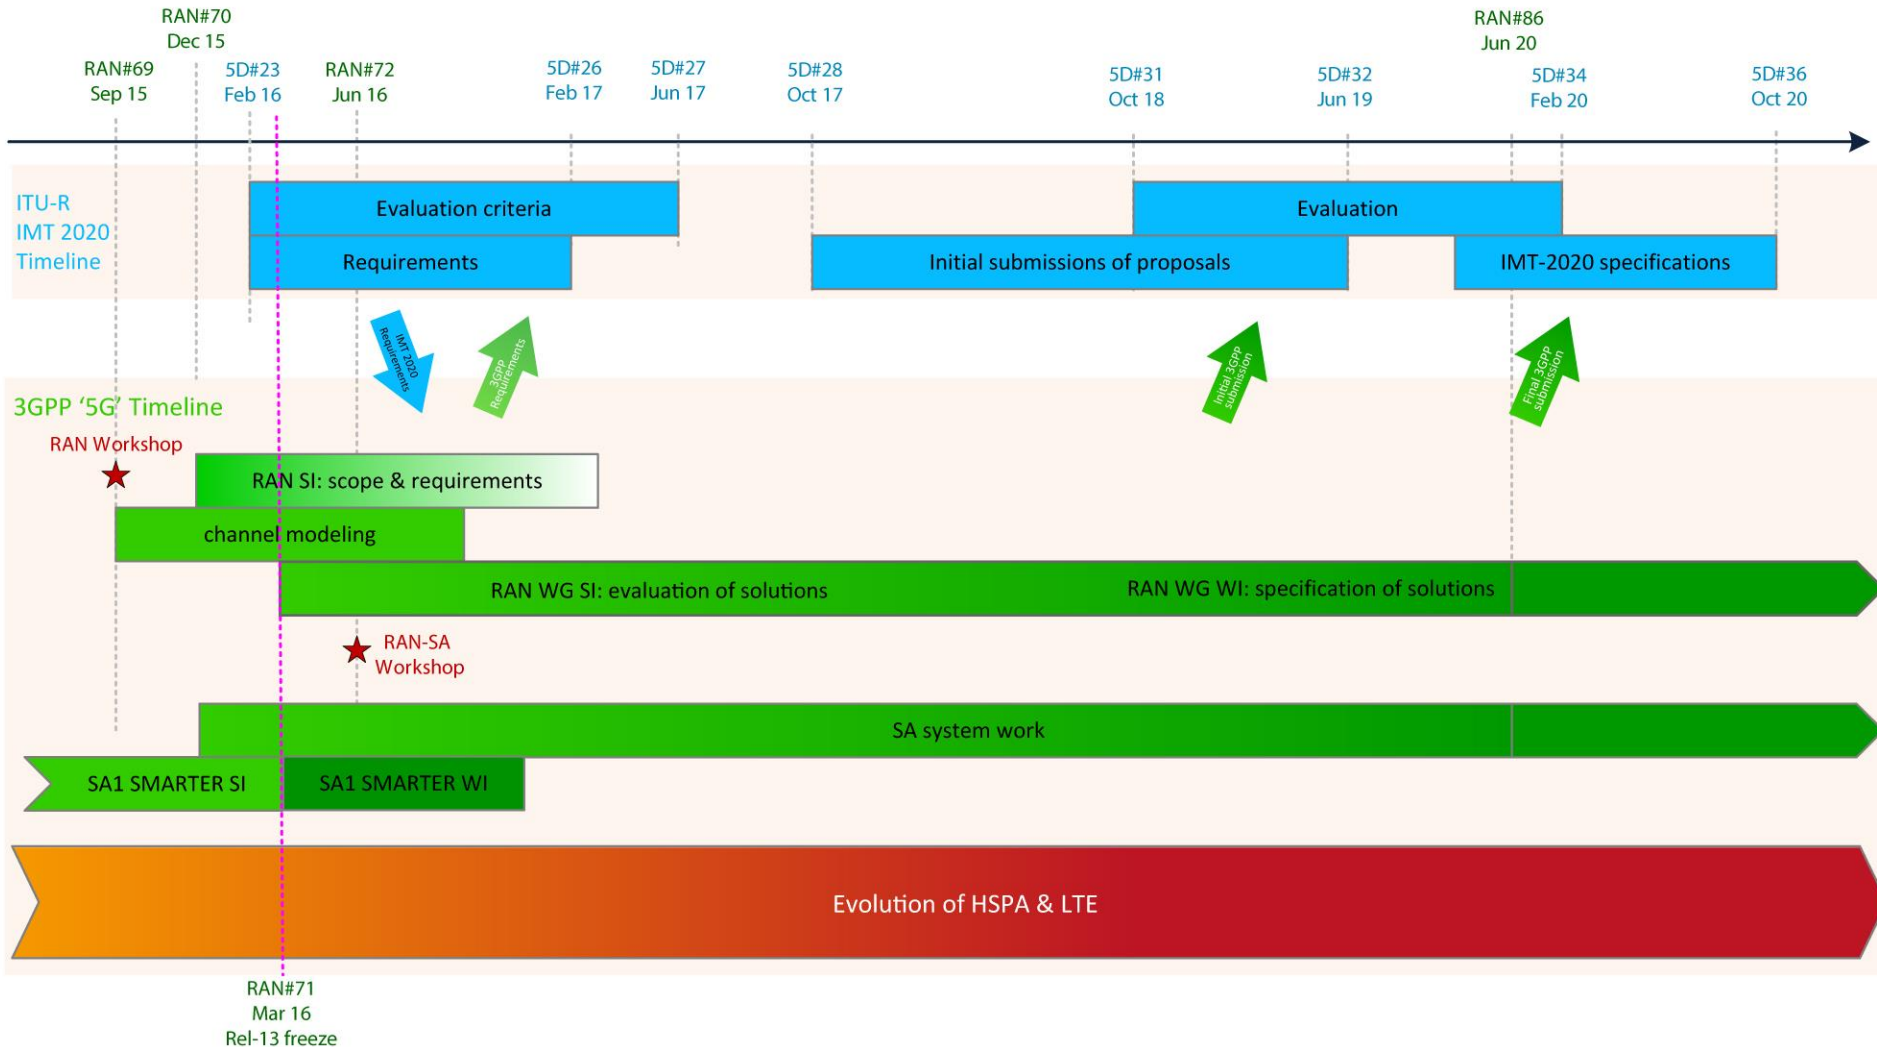 RAN#70
Dec 15
RAN#86
Jun 20
RAN#69
Sep 15
5D#23
Feb 16
RAN#72
Jun 16
5D#26
Feb 17
5D#27
Jun 17
5D#28
Oct 17
5D#31
Oct 18
5D#32
Jun 19
5D#34
Feb 20
5D#36
Oct 20
ITU-R
IMT 2020
Timeline
Evaluation criteria
Evaluation
Requirements
Initial submissions of proposals
IMT-2020 specifications
IMT 2020
Requirements
3GPP
Requirements
Initial 3GPP
submission
Final 3GPP
submission
3GPP ‘5G’ Timeline
RAN Workshop
RAN SI: scope & requirements
channel modeling
RAN WG SI: evaluation of solutions
RAN WG WI: specification of solutions
RAN-SA
Workshop
SA system work
SA1 SMARTER SI
SA1 SMARTER WI
Evolution of HSPA & LTE
RAN#71
Mar 16
Rel-13 freeze